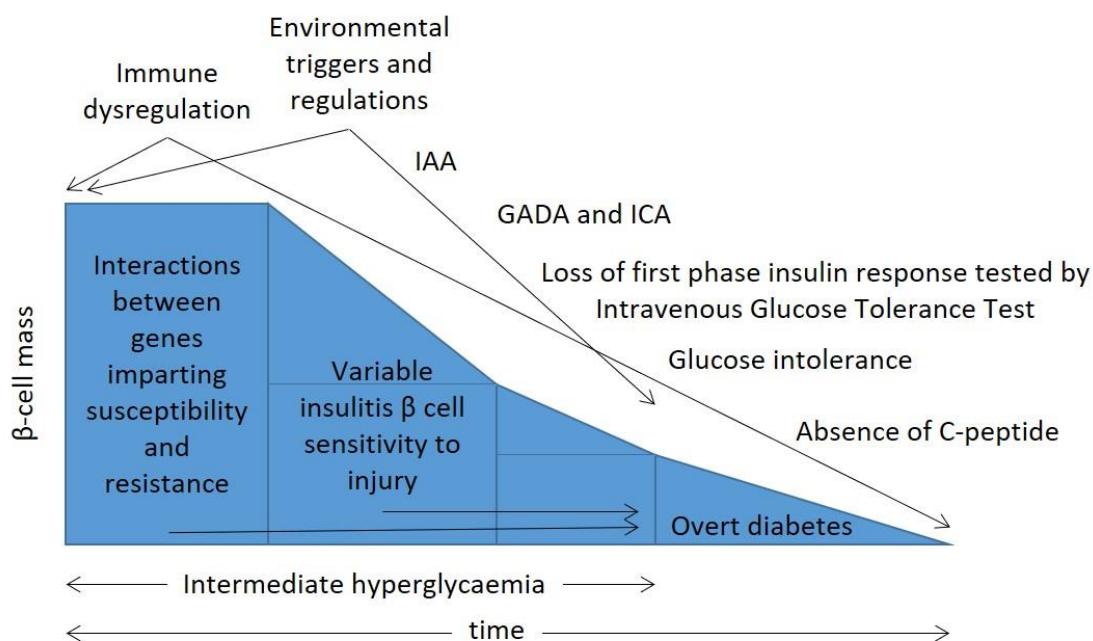 Environmental
triggers and
regulations
Immune
dysregulation
IAA
GADA and ICA
Loss of first phase insulin response tested by
Intravenous Glucose Tolerance Test
Glucose intolerance
Absence of C-peptide
β-cell mass
Interactions
between
genes
imparting
susceptibility
and
resistance
Variable
insulitis β cell
sensitivity to
injury
Overt diabetes
Intermediate hyperglycaemia
time